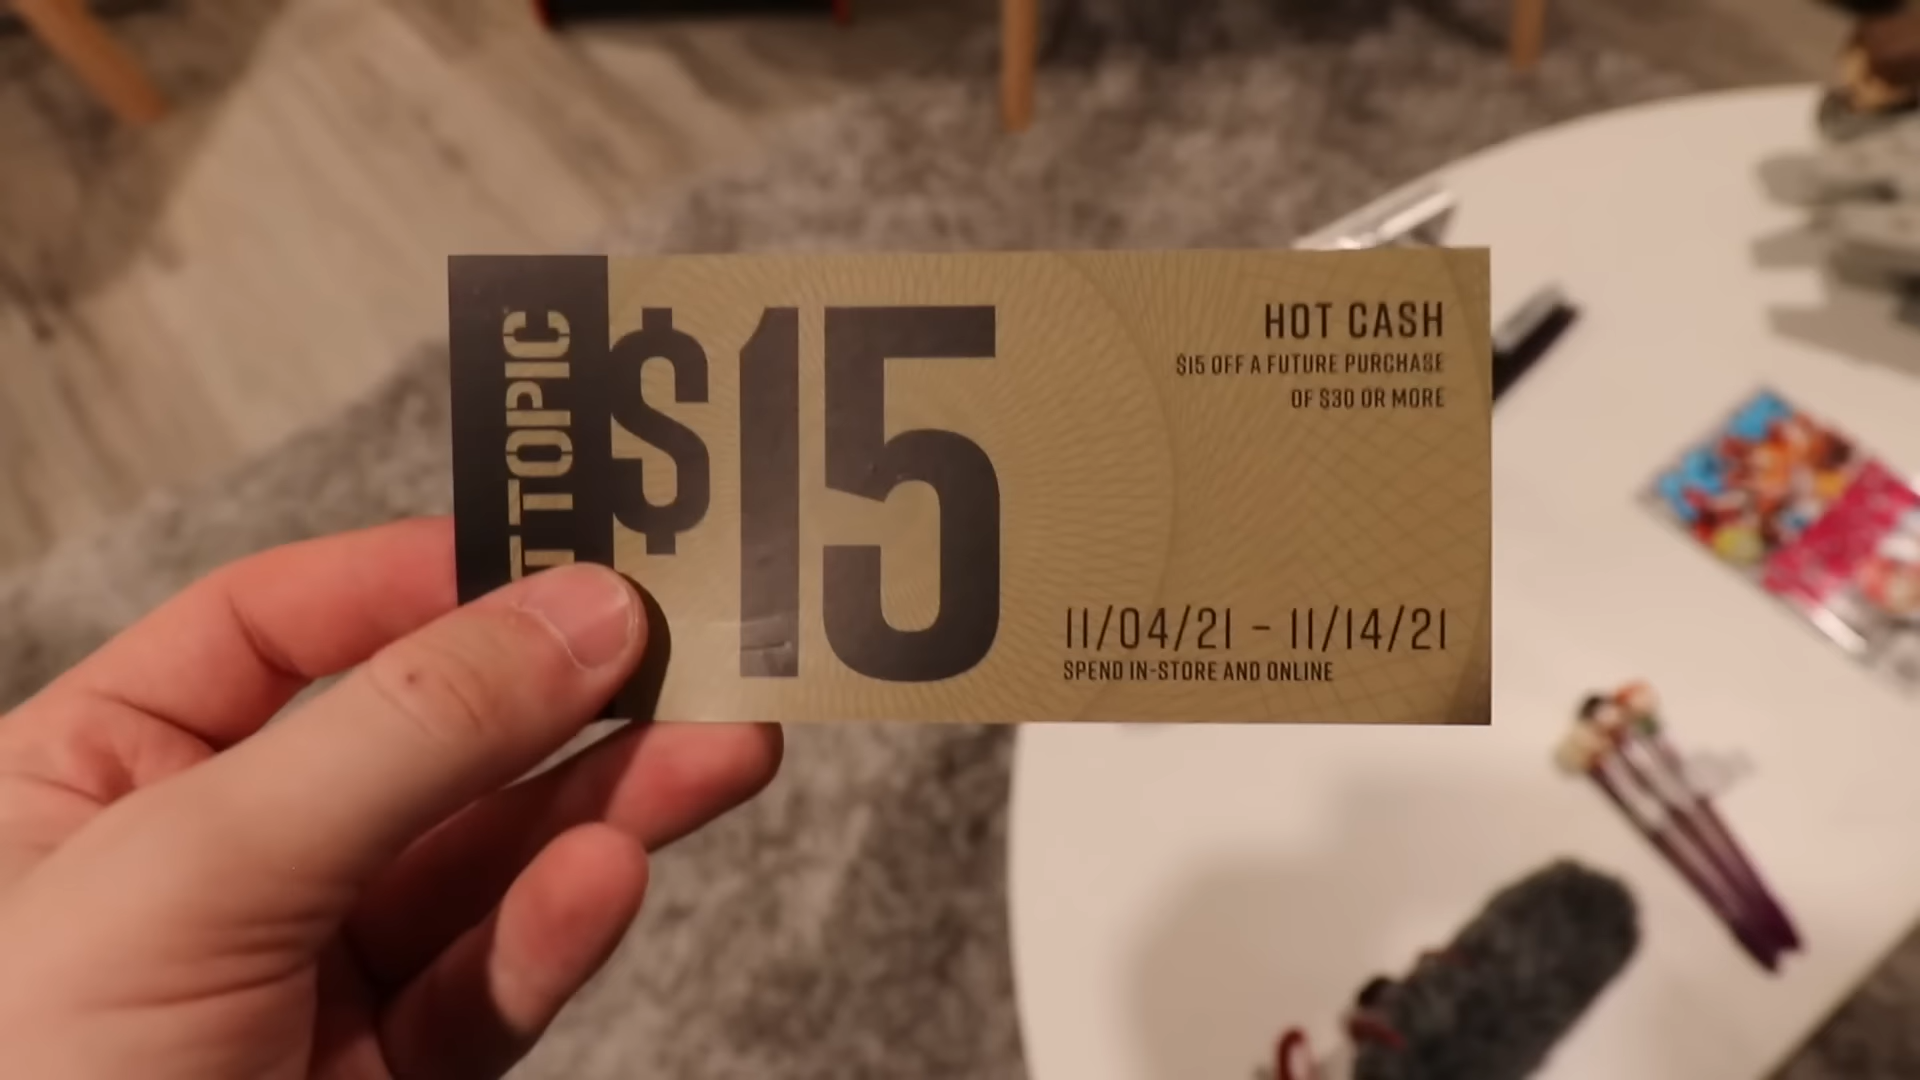 T TOPIC
$15
HOT CASH
$15 OFF A FUTURE PURCHASE
OF $30 OR MORE
11/04/21 - 11/14/21
SPEND IN-STORE AND ONLINE